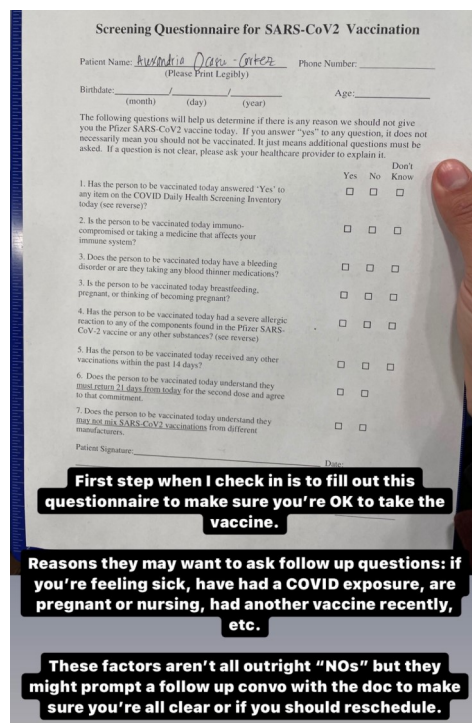 Screening Questionnaire for SARS-CoV2 Vaccination
Patient Name: Alexandria Ocasio-Cortez Phone Number:
(Please Print Legibly)
Birthdate: / / Age:
(month) (day) (year)
The following questions will help us determine if there is any reason we should not give
you the Pfizer SARS-CoV2 vaccine today. If you answer "yes" to any question, it does not
necessarily mean you should not be vaccinated. It just means additional questions must be
asked. If a question is not clear, please ask your healthcare provider to explain it.
Don't
Yes No Know
1. Has the person to be vaccinated today answered ‘Yes’ to
any item on the COVID Daily Health Screening Inventory
today (see reverse)?
2. Is the person to be vaccinated today immuno-
compromised or taking a medicine that affects your
immune system?
3. Does the person to be vaccinated today have a bleeding
disorder or are they taking any blood thinner medications?
3. Is the person to be vaccinated today breastfeeding,
pregnant, or thinking of becoming pregnant?
4. Has the person to be vaccinated today had a severe allergic
reaction to any of the components found in the Pfizer SARS-
CoV-2 vaccine or any other substances? (see reverse)
5. Has the person to be vaccinated today received any other
vaccinations within the past 14 days?
6. Does the person to be vaccinated today understand they
must return 21 days from today for the second dose and agree
to that commitment.
7. Does the person to be vaccinated today understand they
may not mix SARS-CoV2 vaccinations from different
manufacturers.
Patient Signature: Date:
First step when I check in is to fill out this
questionnaire to make sure you’re OK to take the
vaccine.
Reasons they may want to ask follow up questions: if
you’re feeling sick, have had a COVID exposure, are
pregnant or nursing, had another vaccine recently,
etc.
These factors aren’t all outright “NOs” but they
might prompt a follow up convo with the doc to make
sure you’re all clear or if you should reschedule.